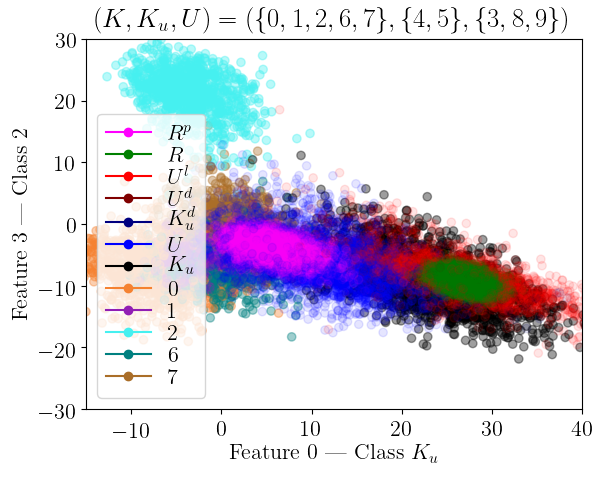 (K, K_u, U) = ({0, 1, 2, 6, 7}, {4, 5}, {3, 8, 9})
30
20
10
0
−10
−20
−30
Feature 3 — Class 2
R^p
R
U^l
U^d
K_u^d
U
K_u
0
1
2
6
7
−10 0 10 20 30 40
Feature 0 — Class K_u